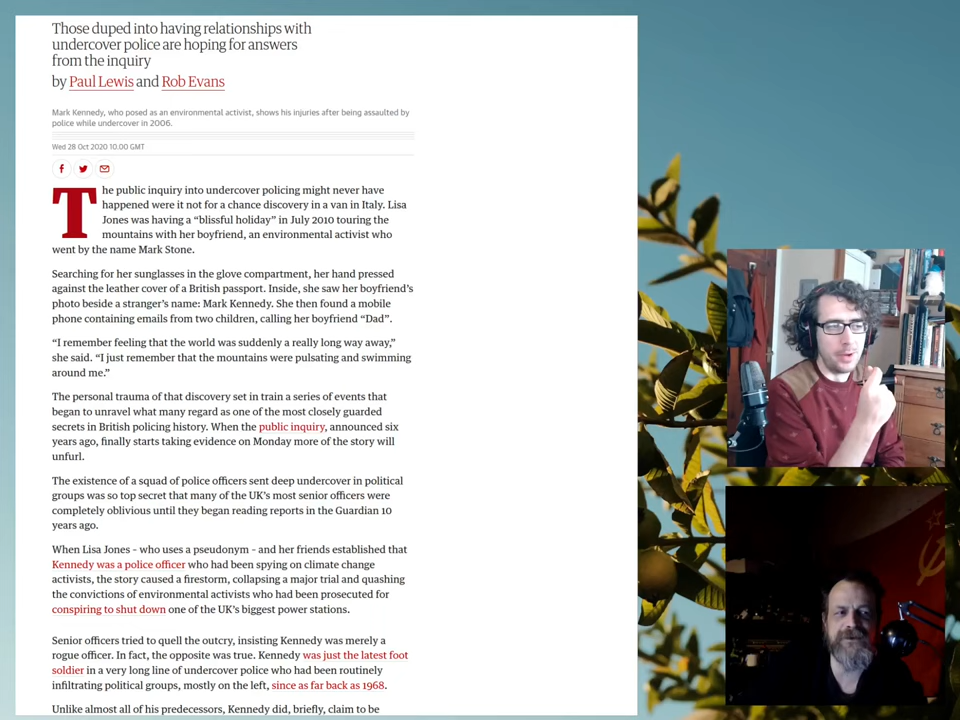 Those duped into having relationships with
undercover police are hoping for answers
from the inquiry
by Paul Lewis and Rob Evans
Mark Kennedy, who posed as an environmental activist, shows his injuries after being assaulted by
police while undercover in 2006.
Wed 28 Oct 2020 10.00 GMT
The public inquiry into undercover policing might never have
happened were it not for a chance discovery in a van in Italy. Lisa
Jones was having a “blissful holiday” in July 2010 touring the
mountains with her boyfriend, an environmental activist who
went by the name Mark Stone.
Searching for her sunglasses in the glove compartment, her hand pressed
against the leather cover of a British passport. Inside, she saw her boyfriend’s
photo beside a stranger’s name: Mark Kennedy. She then found a mobile
phone containing emails from two children, calling her boyfriend “Dad”.
“I remember feeling that the world was suddenly a really long way away,”
she said. “I just remember that the mountains were pulsating and swimming
around me.”
The personal trauma of that discovery set in train a series of events that
began to unravel what many regard as one of the most closely guarded
secrets in British policing history. When the public inquiry, announced six
years ago, finally starts taking evidence on Monday more of the story will
unfurl.
The existence of a squad of police officers sent deep undercover in political
groups was so top secret that many of the UK’s most senior officers were
completely oblivious until they began reading reports in the Guardian 10
years ago.
When Lisa Jones – who uses a pseudonym – and her friends established that
Kennedy was a police officer who had been spying on climate change
activists, the story caused a firestorm, collapsing a major trial and quashing
the convictions of environmental activists who had been prosecuted for
conspiring to shut down one of the UK’s biggest power stations.
Senior officers tried to quell the outcry, insisting Kennedy was merely a
rogue officer. In fact, the opposite was true. Kennedy was just the latest foot
soldier in a very long line of undercover police who had been routinely
infiltrating political groups, mostly on the left, since as far back as 1968.
Unlike almost all of his predecessors, Kennedy did, briefly, claim to be